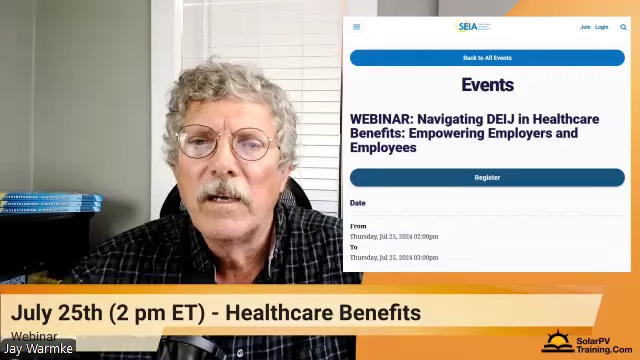 SEIA
Join
Login
Back to All Events
Events
WEBINAR: Navigating DEIJ in Healthcare
Benefits: Empowering Employers and
Employees
Register
Date
From
Thursday, Jul 25, 2024 02:00pm
To
Thursday, Jul 25, 2024 03:00pm
July 25th (2 pm ET) - Healthcare Benefits
Webinar
Jay Warmke
SolarPV
Training.Com